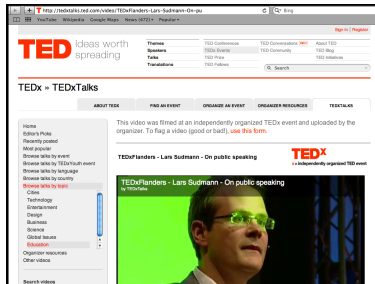 http://tedxtalks.ted.com/video/TEDxFlanders-Lars-Sudmann-On-pu
Bing
YouTube Wikipedia Google Maps News (672) Popular
Sign in | Register
TED Ideas worth spreading
Themes
Speakers
Talks
Translations
TED Conferences
TEDx Events
TED Prize
TED Fellows
TED Conversations
TED Community
About TED
TED Blog
TED Initiatives
Search
TEDx » TEDxTalks
ABOUT TEDX
FIND AN EVENT
ORGANIZE AN EVENT
ORGANIZER RESOURCES
TEDXTALKS
Home
Editor's Picks
Recently posted
Most popular
Browse talks by event
Browse talks by TEDxYouth event
Browse talks by language
Browse talks by country
Browse talks by topic
Cities
Technology
Entertainment
Design
Business
Science
Global Issues
Education
Organizer resources
Other videos
Search videos
This video was filmed at an independently organized TEDx event and uploaded by the
organizer. To flag a video (good or bad!), use this form.
TEDxFlanders - Lars Sudmann - On public speaking
TEDx
x = independently organized TED event
TEDxFlanders - Lars Sudmann - On public speaking
by TEDxTalks